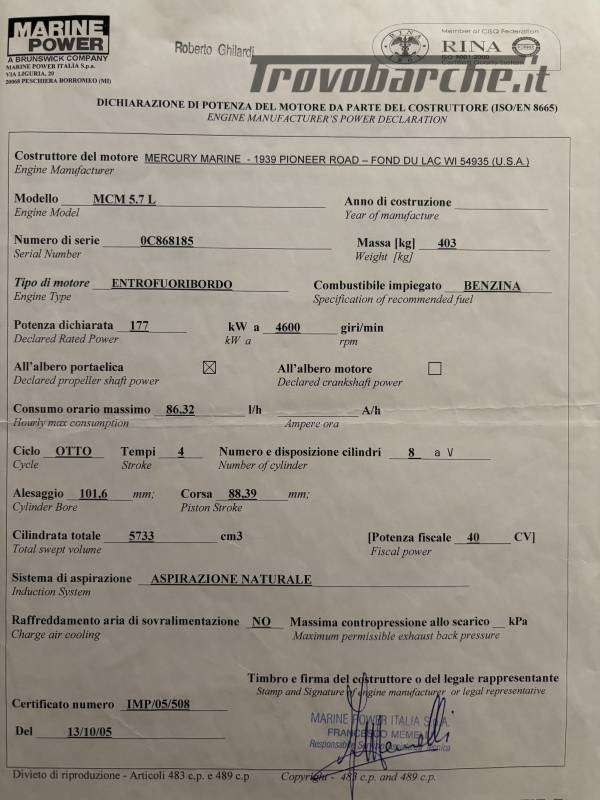 MARINE
POWER
A BRUNSWICK COMPANY
MARINE POWER ITALIA S.p.A.
VIA LIGURIA, 20
20068 PESCHIERA BORROMEO (MI)
Roberto Ghilardi
RINA
Member of CISQ Federation
RINA
ISO 9001:2000
Trovobarche.it
DICHIARAZIONE DI POTENZA DEL MOTORE DA PARTE DEL COSTRUTTORE (ISO/EN 8665)
ENGINE MANUFACTURER'S POWER DECLARATION
Costruttore del motore MERCURY MARINE - 1939 PIONEER ROAD – FOND DU LAC WI 54935 (U.S.A.)
Engine Manufacturer
Modello MCM 5.7 L Anno di costruzione
Engine Model Year of manufacture
Numero di serie 0C868185 Massa [kg] 403
Serial Number Weight [kg]
Tipo di motore ENTROFUORIBORDO Combustibile impiegato BENZINA
Engine Type Specification of recommended fuel
Potenza dichiarata 177 kW a 4600 giri/min
Declared Rated Power kW a rpm
All'albero portaelica ☒ All'albero motore ☐
Declared propeller shaft power Declared crankshaft power
Consumo orario massimo 86.32 l/h A/h
Hourly max consumption Ampere ora
Ciclo OTTO Tempi 4 Numero e disposizione cilindri 8 a V
Cycle Stroke Number of cylinder
Alesaggio 101,6 mm; Corsa 88,39 mm;
Cylinder Bore Piston Stroke
Cilindrata totale 5733 cm3 [Potenza fiscale 40 CV]
Total swept volume Fiscal power
Sistema di aspirazione ASPIRAZIONE NATURALE
Induction System
Raffreddamento aria di sovralimentazione NO Massima contropressione allo scarico kPa
Charge air cooling Maximum permissible exhaust back pressure
Timbro e firma del costruttore o del legale rappresentante
Stamp and Signature of engine manufacturer or legal representative
Certificato numero IMP/05/508
MARINE POWER ITALIA S.p.A.
FRANCESCO MEME
Responsabile
Del 13/10/05
Divieto di riproduzione - Articoli 483 c.p. e 489 c.p Copyright - 483 c.p. and 489 c.p.